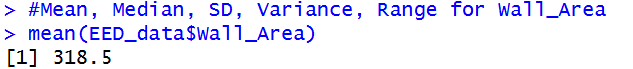 > #Mean, Median, SD, Variance, Range for Wall_Area
> mean(EED_data$Wall_Area)
[1] 318.5